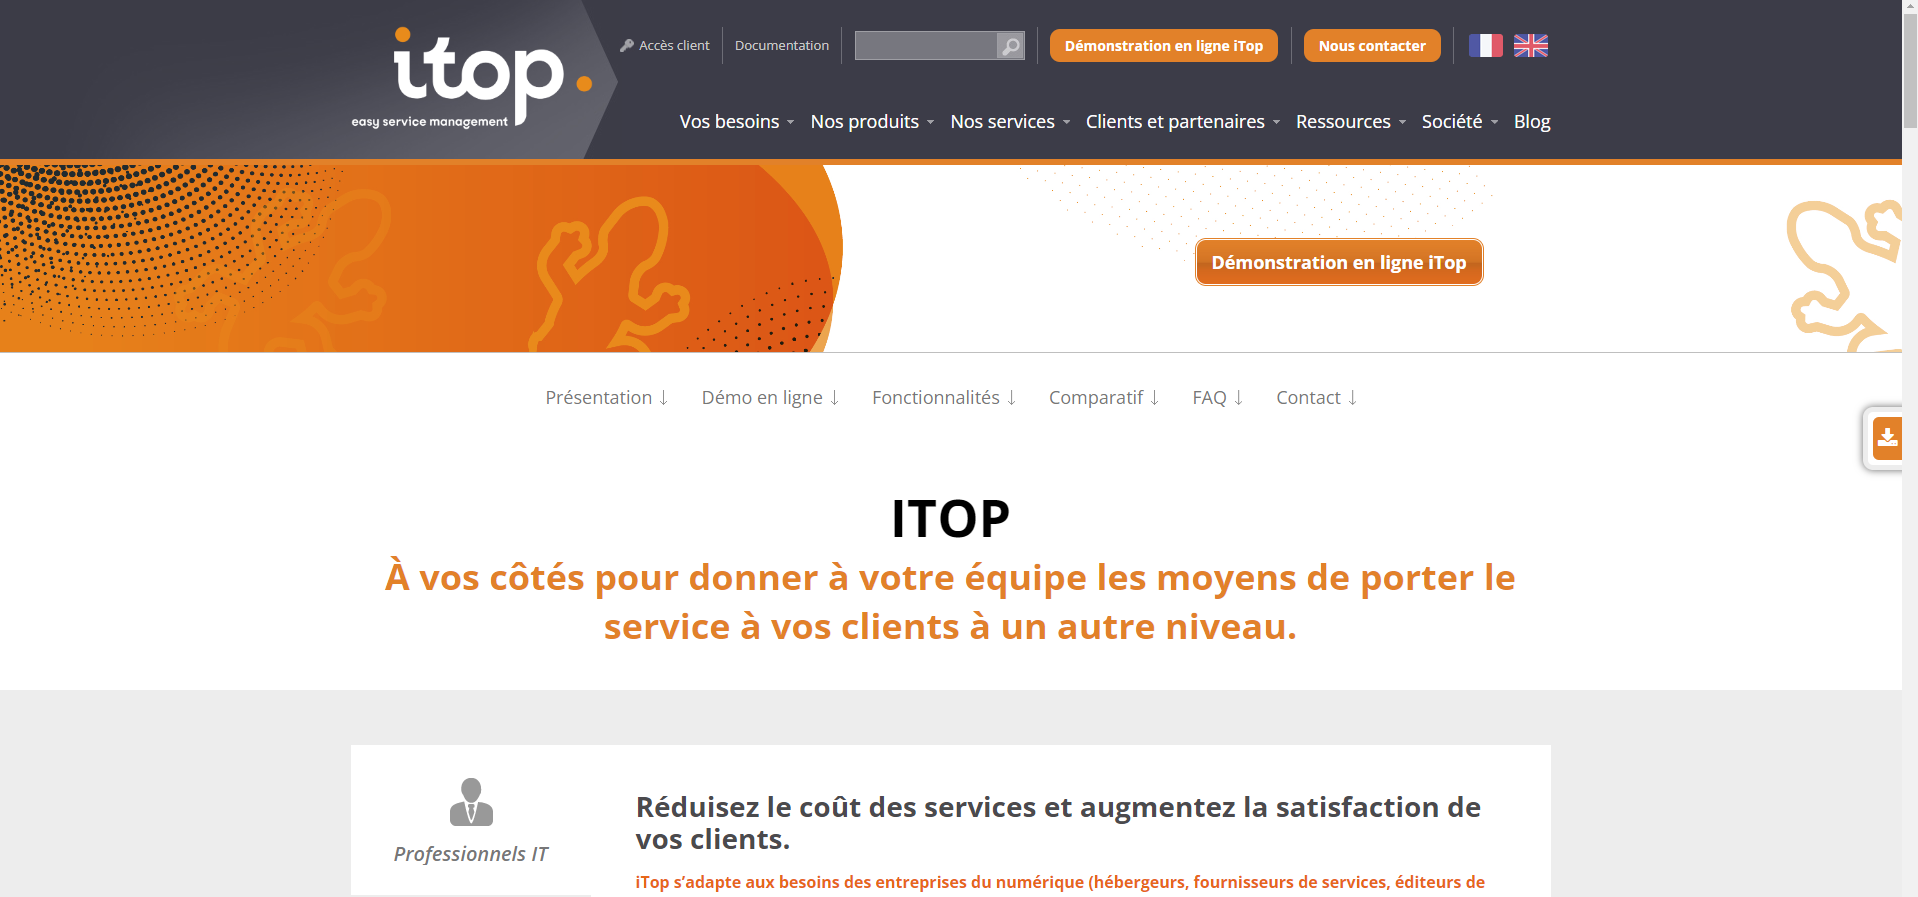 itop
easy service management
Accès client
Documentation
Démonstration en ligne iTop
Nous contacter
Vos besoins
Nos produits
Nos services
Clients et partenaires
Ressources
Société
Blog
Démonstration en ligne iTop
Présentation ↓
Démo en ligne ↓
Fonctionnalités ↓
Comparatif ↓
FAQ ↓
Contact ↓
ITOP
À vos côtés pour donner à votre équipe les moyens de porter le
service à vos clients à un autre niveau.
Professionnels IT
Réduisez le coût des services et augmentez la satisfaction de
vos clients.
iTop s’adapte aux besoins des entreprises du numérique (hébergeurs, fournisseurs de services, éditeurs de